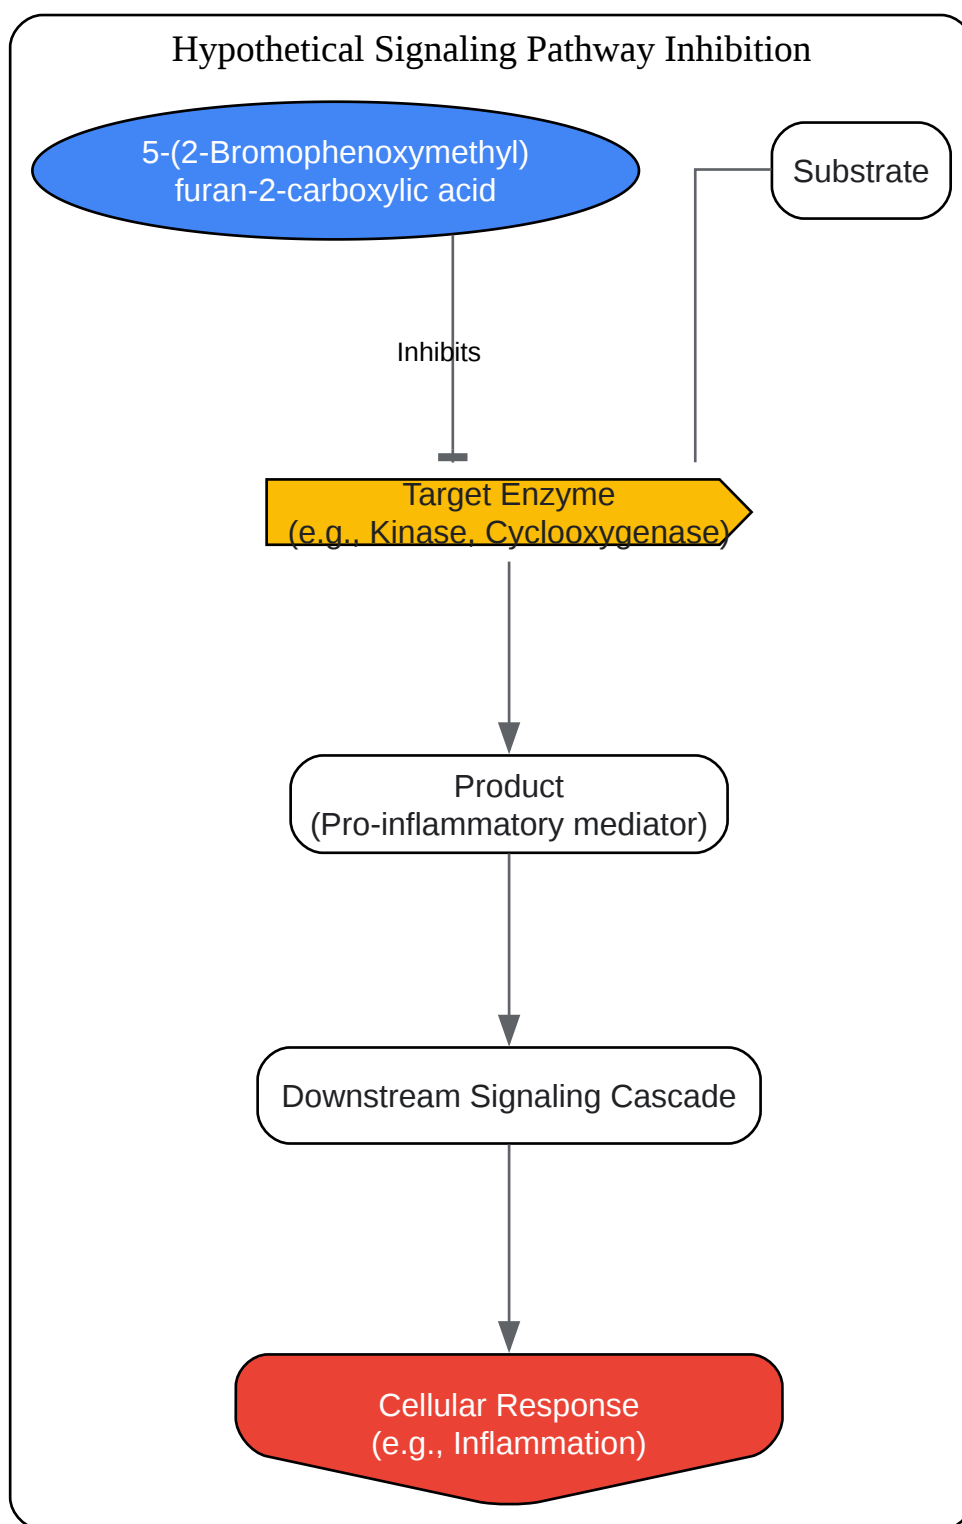 Hypothetical Signaling Pathway Inhibition
5-(2-Bromophenoxymethyl)
furan-2-carboxylic acid
Substrate
Inhibits
Target Enzyme
(e.g., Kinase, Cyclooxygenase)
Product
(Pro-inflammatory mediator)
Downstream Signaling Cascade
Cellular Response
(e.g., Inflammation)